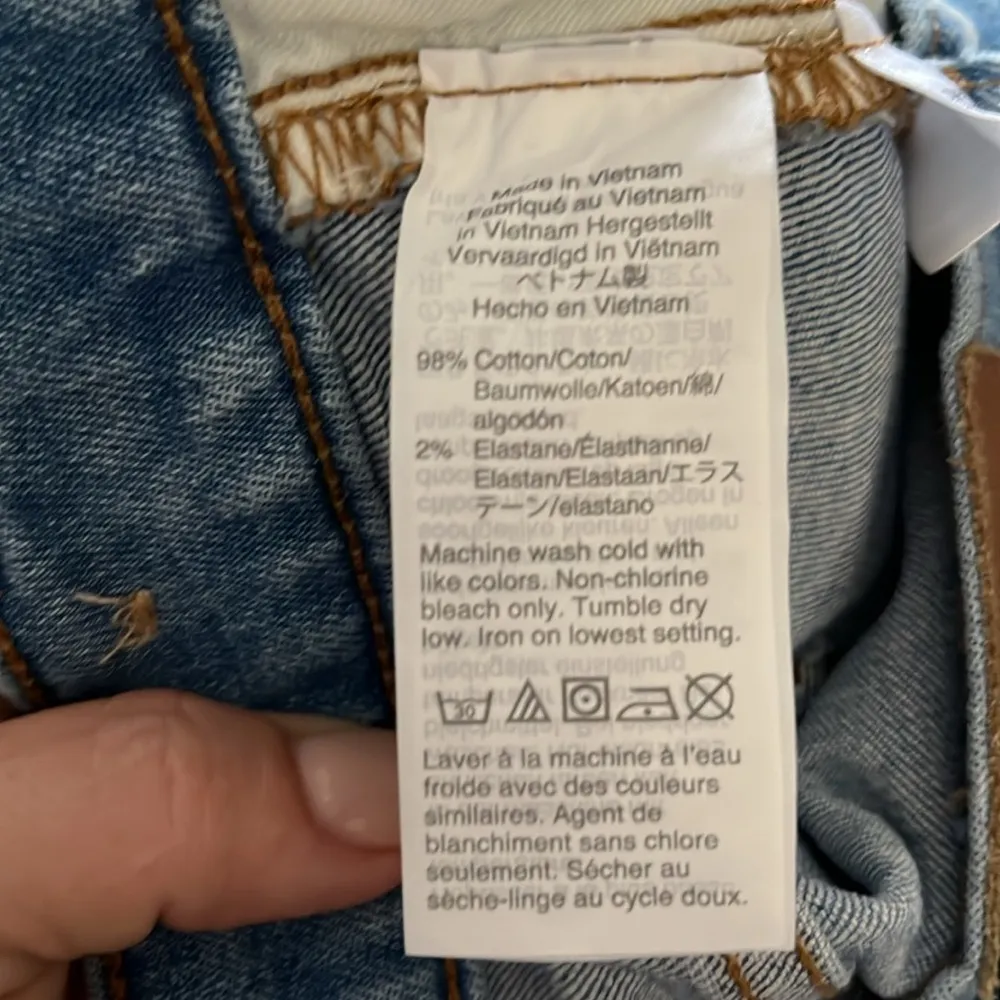 Made in Vietnam
Fabriqué au Vietnam
in Vietnam Hergestellt
Vervaardigd in Viëtnam
ベトナム製
Hecho en Vietnam
98% Cotton/Coton/
Baumwolle/Katoen/綿/
algodón
2% Elastane/Élasthanne/
Elastan/Elastaan/エラス
テーン/elastano
Machine wash cold with
like colors. Non-chlorine
bleach only. Tumble dry
low. Iron on lowest setting.
30
Laver à la machine à l'eau
froide avec des couleurs
similaires. Agent de
blanchiment sans chlore
seulement. Sécher au
sèche-linge au cycle doux.